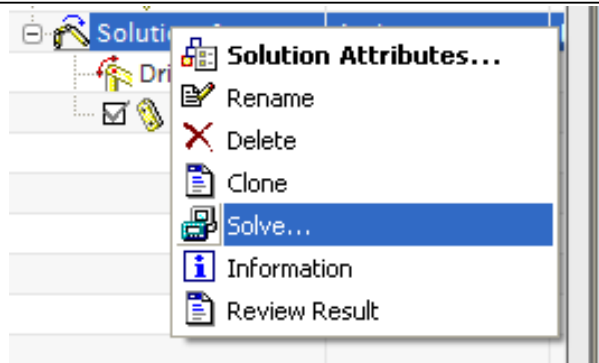 Solution Attributes...
Rename
Delete
Clone
Solve...
Information
Review Result